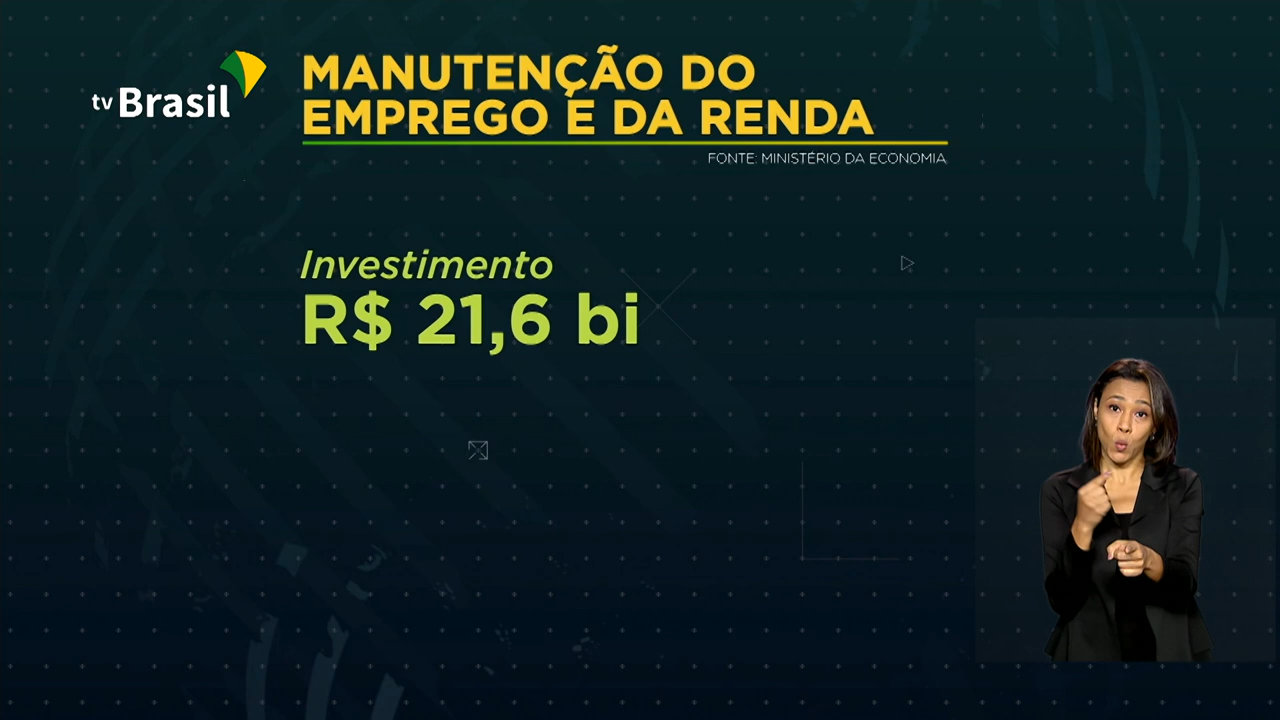 tv Brasil
MANUTENÇÃO DO
EMPREGO E DA RENDA
FONTE: MINISTÉRIO DA ECONOMIA
Investimento
R$ 21,6 bi